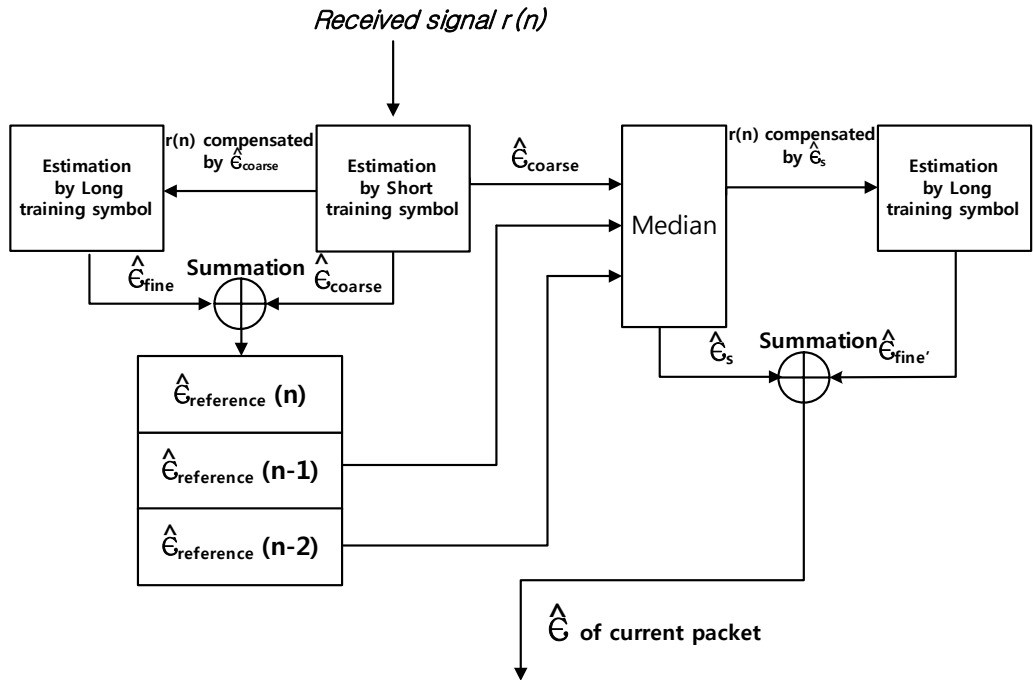 Received signal r(n)
Estimation
by Long
training symbol
r(n) compensated
by ε̂coarse
Estimation
by Short
training symbol
ε̂coarse
Median
r(n) compensated
by ε̂s
Estimation
by Long
training symbol
ε̂fine
Summation
ε̂coarse
ε̂s
Summation
ε̂fine'
ε̂reference (n)
ε̂reference (n-1)
ε̂reference (n-2)
ε̂ of current packet